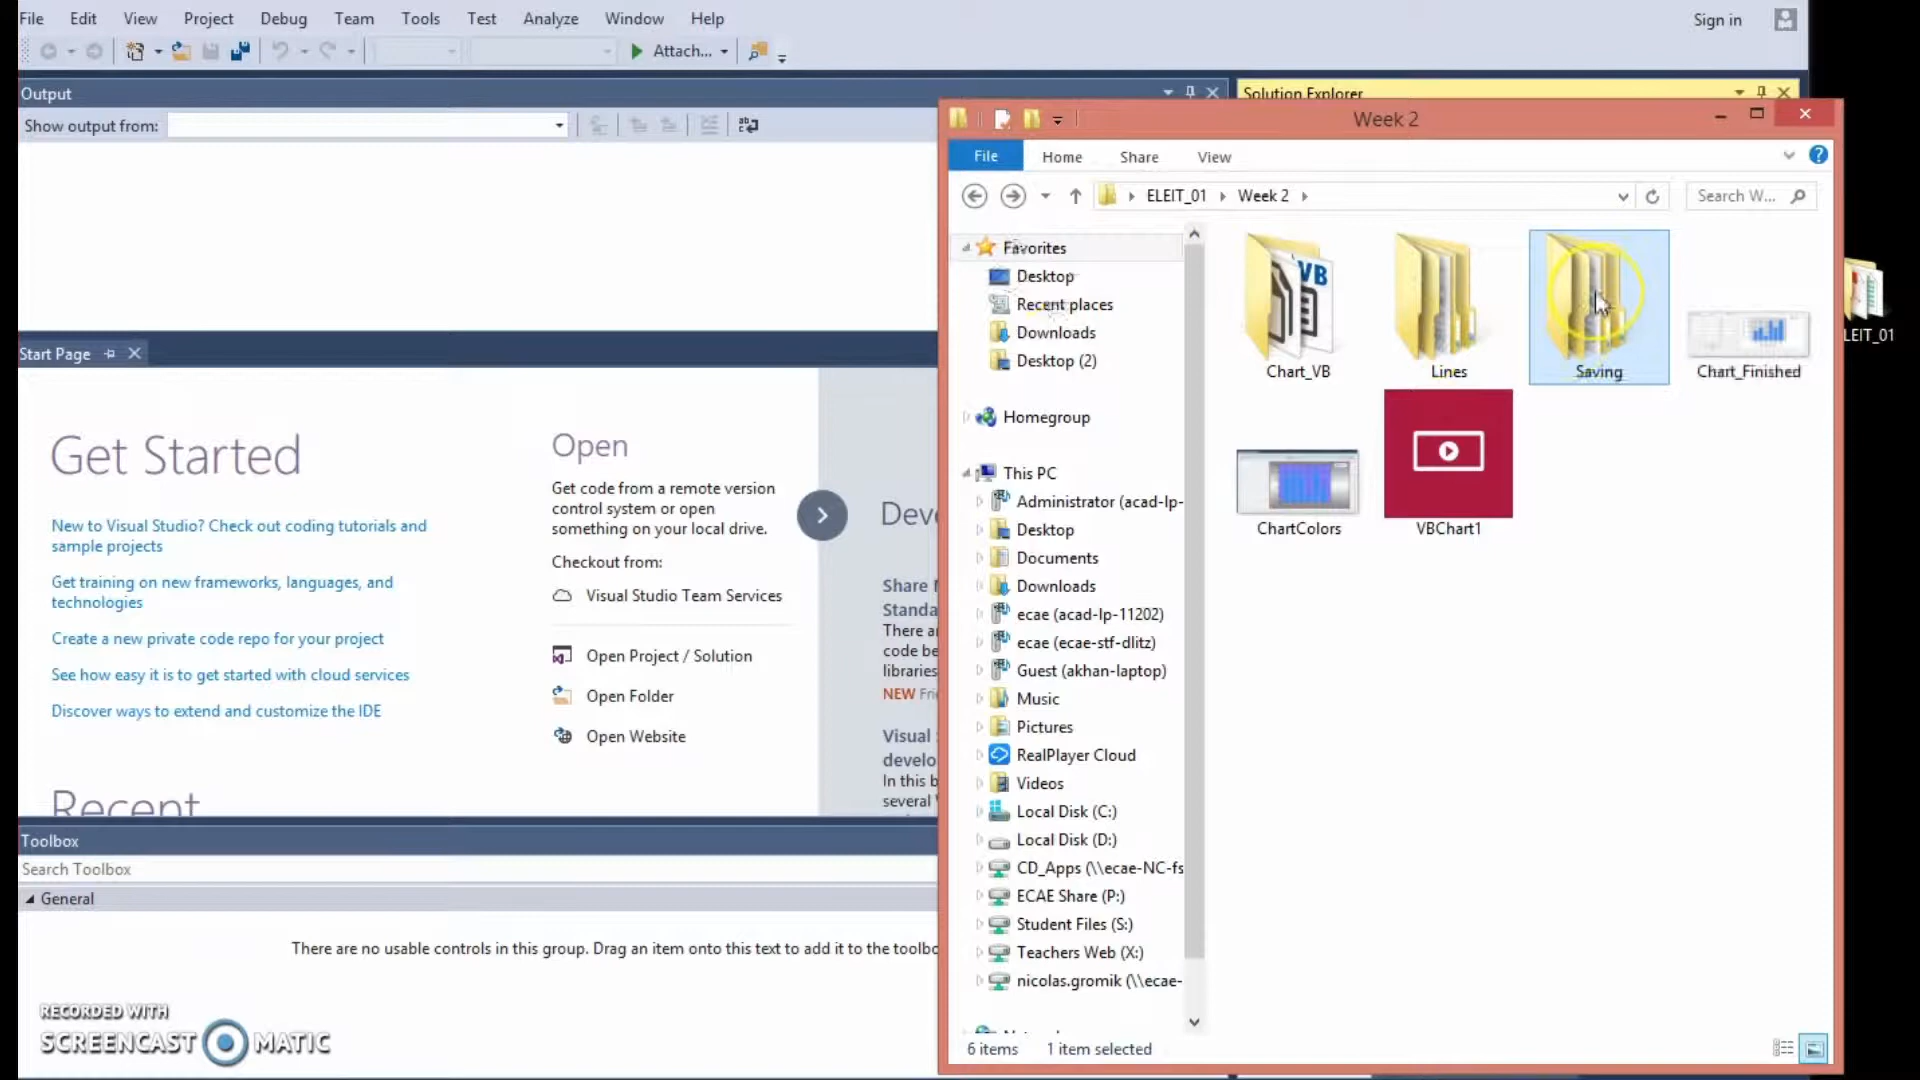 File Edit View Project Debug Team Tools Test Analyze Window Help
Sign in
Attach...
Output
Show output from:
Solution Explorer
Start Page
Get Started
New to Visual Studio? Check out coding tutorials and
sample projects
Get training on new frameworks, languages, and
technologies
Create a new private code repo for your project
See how easy it is to get started with cloud services
Discover ways to extend and customize the IDE
Recent
Open
Get code from a remote version
control system or open
something on your local drive.
Checkout from:
Visual Studio Team Services
Open Project / Solution
Open Folder
Open Website
Share
Standa
There ar
code be
libraries
NEW Fri
Visual
develo
In this b
several
Toolbox
Search Toolbox
General
There are no usable controls in this group. Drag an item onto this text to add it to the toolbo
RECORDED WITH
SCREENCAST MATIC
Week 2
File Home Share View
ELEIT_01 Week 2
Search W...
Favorites
Desktop
Recent places
Downloads
Desktop (2)
Homegroup
This PC
Administrator (acad-lp-
Desktop
Documents
Downloads
ecae (acad-lp-11202)
ecae (ecae-stf-dlitz)
Guest (akhan-laptop)
Music
Pictures
RealPlayer Cloud
Videos
Local Disk (C:)
Local Disk (D:)
CD_Apps (\\ecae-NC-fs
ECAE Share (P:)
Student Files (S:)
Teachers Web (X:)
nicolas.gromik (\\ecae-
VB
Chart_VB
Lines
Saving
Chart_Finished
ChartColors
VBChart1
6 items 1 item selected
LEIT_01